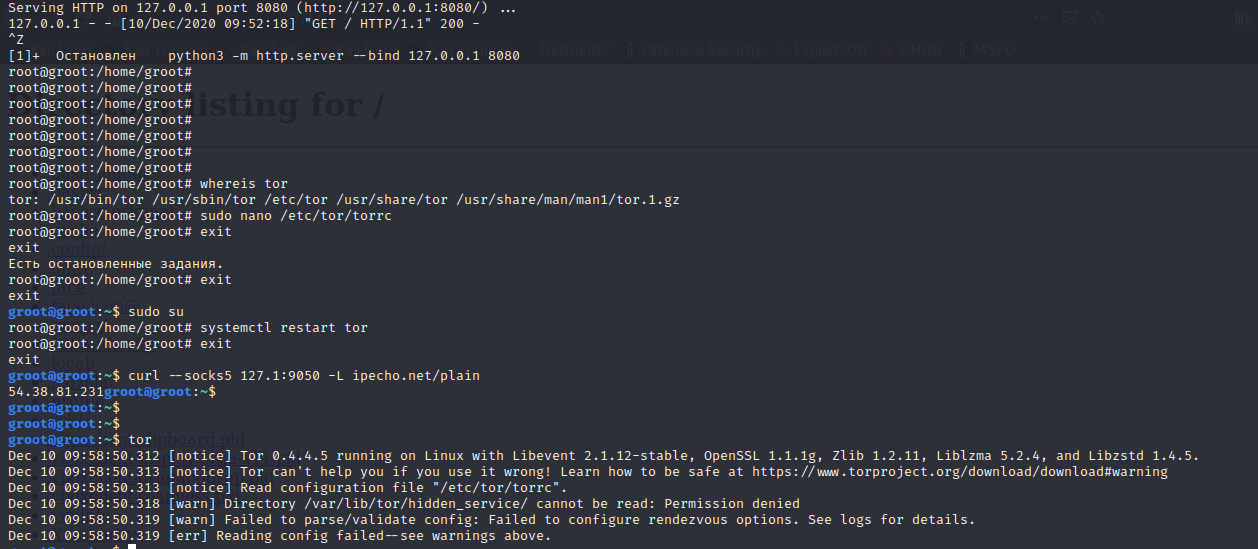 Serving HTTP on 127.0.0.1 port 8080 (http://127.0.0.1:8080/) ...
127.0.0.1 - - [10/Dec/2020 09:52:18] "GET / HTTP/1.1" 200 -
^Z
NetHunter Offensive Security Exploit-DB GHDB MSFU
[1]+  Остановлен    python3 -m http.server --bind 127.0.0.1 8080
root@groot:/home/groot#
root@groot:/home/groot#
root@groot:/home/groot#
listing for /
root@groot:/home/groot#
root@groot:/home/groot#
root@groot:/home/groot#
root@groot:/home/groot#
root@groot:/home/groot# whereis tor
tor: /usr/bin/tor /usr/sbin/tor /etc/tor /usr/share/tor /usr/share/man/man1/tor.1.gz
root@groot:/home/groot# sudo nano /etc/tor/torrc
root@groot:/home/groot# exit
exit
.config/
Есть остановленные задания.
root@groot:/home/groot# exit
exit
groot@groot:~$ sudo su
root@groot:/home/groot# systemctl restart tor
root@groot:/home/groot# exit
exit
.local/
groot@groot:~$ curl --socks5 127.1:9050 -L ipecho.net/plain
54.38.81.231groot@groot:~$
groot@groot:~$
groot@groot:~$
groot@groot:~$ tor
Dec 10 09:58:50.312 [notice] Tor 0.4.4.5 running on Linux with Libevent 2.1.12-stable, OpenSSL 1.1.1g, Zlib 1.2.11, Liblzma 5.2.4, and Libzstd 1.4.5.
Dec 10 09:58:50.313 [notice] Tor can't help you if you use it wrong! Learn how to be safe at https://www.torproject.org/download/download#warning
Dec 10 09:58:50.313 [notice] Read configuration file "/etc/tor/torrc".
Dec 10 09:58:50.318 [warn] Directory /var/lib/tor/hidden_service/ cannot be read: Permission denied
Dec 10 09:58:50.319 [warn] Failed to parse/validate config: Failed to configure rendezvous options. See logs for details.
Dec 10 09:58:50.319 [err] Reading config failed--see warnings above.
groot@groot:~$